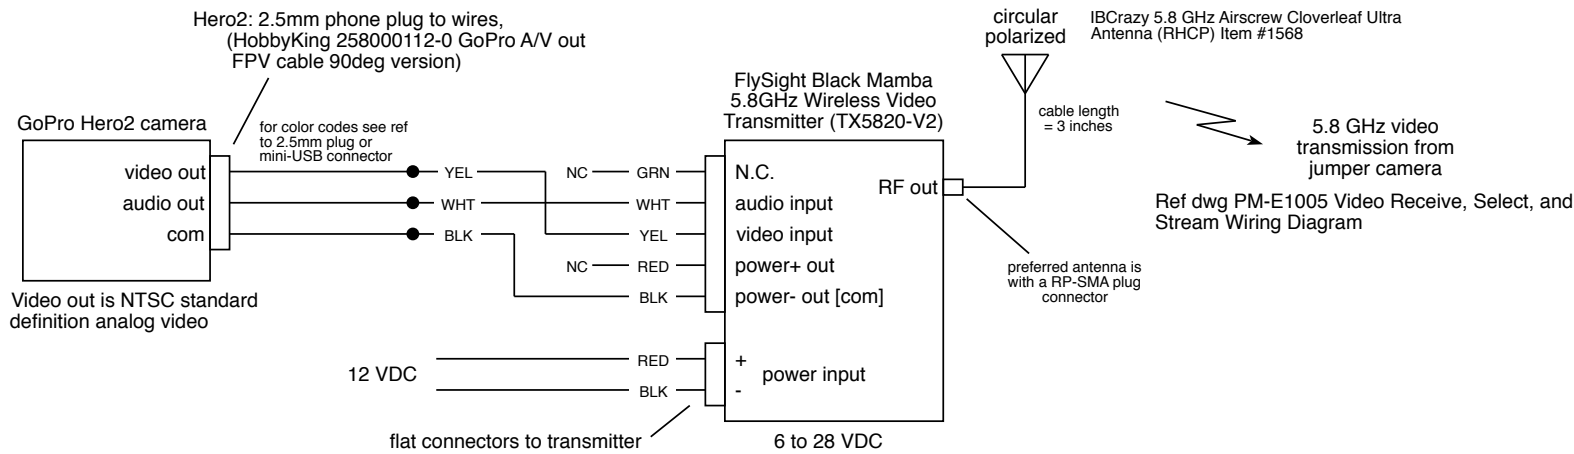 Hero2: 2.5mm phone plug to wires,
(HobbyKing 258000112-0 GoPro A/V out
FPV cable 90deg version)
circular
polarized
IBCrazy 5.8 GHz Airscrew Cloverleaf Ultra
Antenna (RHCP) Item #1568
FlySight Black Mamba
5.8GHz Wireless Video
Transmitter (TX5820-V2)
cable length
= 3 inches
GoPro Hero2 camera
for color codes see ref
to 2.5mm plug or
mini-USB connector
5.8 GHz video
transmission from
jumper camera
Ref dwg PM-E1005 Video Receive, Select, and
Stream Wiring Diagram
video out
YEL
NC
GRN
N.C.
RF out
audio out
WHT
WHT
audio input
com
BLK
YEL
video input
NC
RED
power+ out
BLK
power- out [com]
preferred antenna is
with a RP-SMA plug
connector
Video out is NTSC standard
definition analog video
12 VDC
RED
+
BLK
-
power input
flat connectors to transmitter
6 to 28 VDC